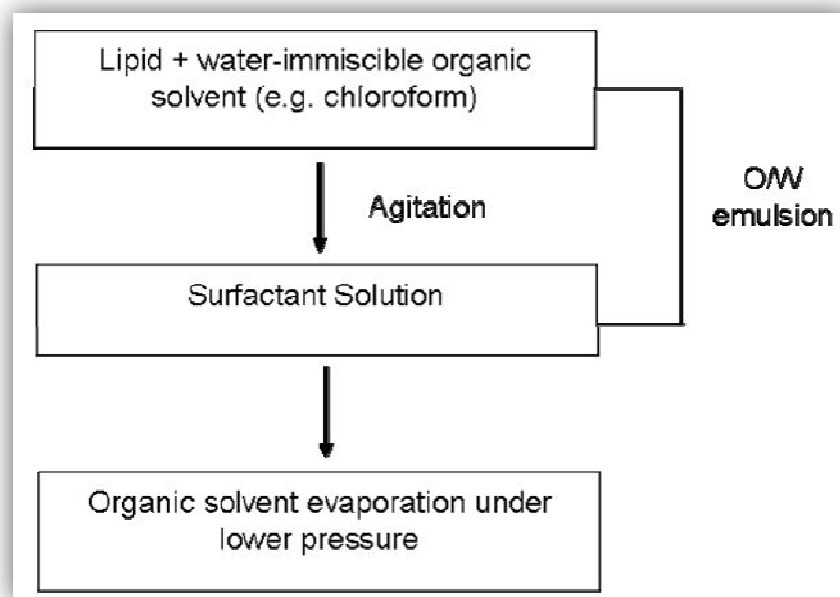 Lipid + water-immiscible organic
solvent (e.g. chloroform)
Agitation
O/W
emulsion
Surfactant Solution
Organic solvent evaporation under
lower pressure